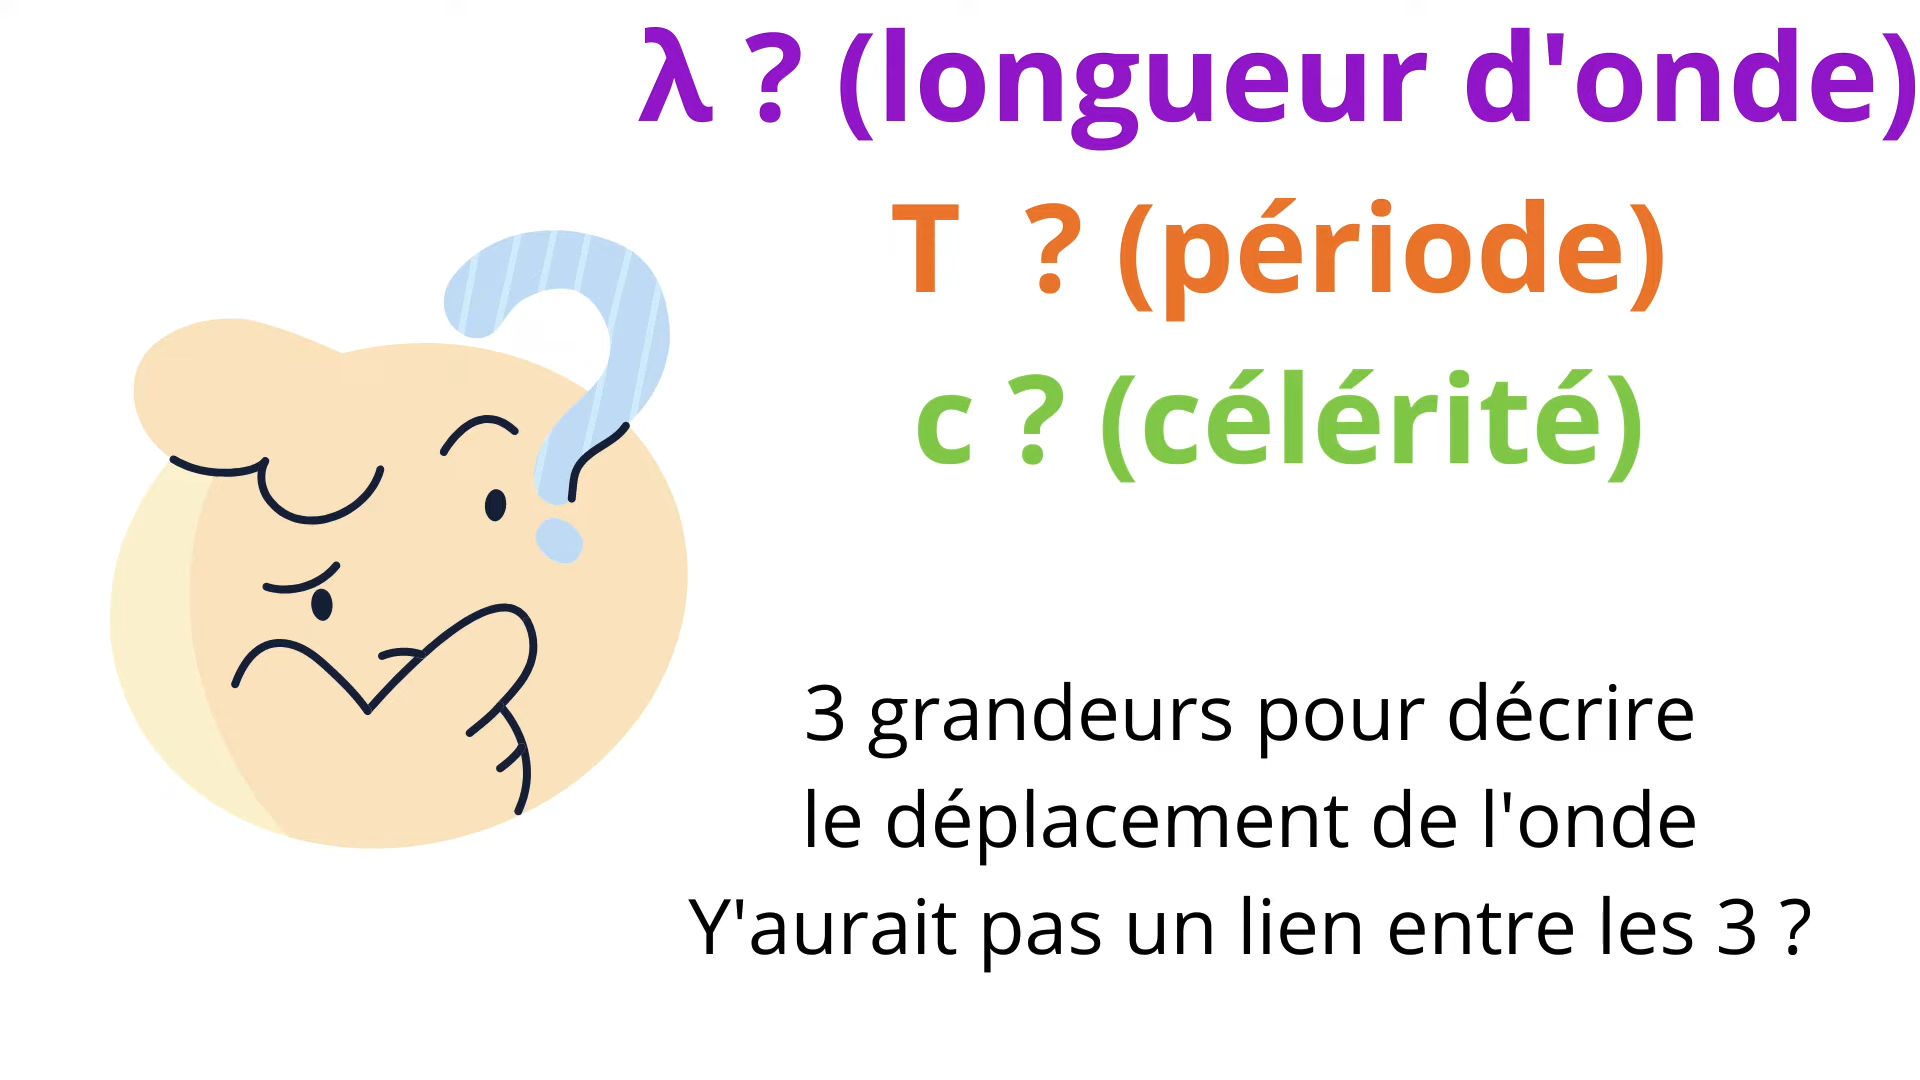 λ ? (longueur d'onde)
T ? (période)
c ? (célérité)
3 grandeurs pour décrire
le déplacement de l'onde
Y'aurait pas un lien entre les 3 ?